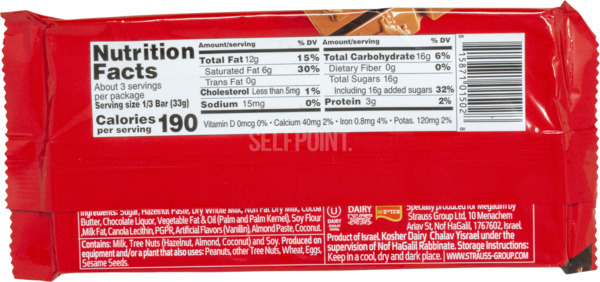 Nutrition
Facts
About 3 servings
per package
Serving size 1/3 Bar (33g)
Calories
per serving 190
Amount/serving % DV
Total Fat 12g 15%
Saturated Fat 6g 30%
Trans Fat 0g
Cholesterol Less than 5mg 1%
Sodium 15mg 0%
Amount/serving % DV
Total Carbohydrate 16g 6%
Dietary Fiber 0g 0%
Total Sugars 16g
Including 16g added sugars 32%
Protein 3g 2%
Vitamin D 0mcg 0% • Calcium 40mg 2% • Iron 0.8mg 4% • Potas. 120mg 2%
8 15871 01502 8
SELFPOINT.
Ingredients: Sugar, Hazelnut Paste, Dry Whole Milk, Non Fat Dry Milk, Cocoa
Butter, Chocolate Liquor, Vegetable Fat & Oil (Palm and Palm Kernel), Soy Flour
,Milk Fat, Canola Lecithin, PGPR, Artificial Flavors (Vanillin), Almond Paste, Coconut.
Contains: Milk, Tree Nuts (Hazelnut, Almond, Coconut) and Soy. Produced on
equipment and/or a plant that also uses: Peanuts, other Tree Nuts, Wheat, Eggs,
Sesame Seeds.
U
DAIRY
DAIRY
Specially produced for Megadim by
Strauss Group Ltd, 10 Menachem
Ariav St, Nof HaGalil, 1767602, Israel.
Product of Israel. Kosher Dairy Chalav Yisrael under the
supervision of Nof HaGalil Rabbinate. Storage Instructions:
Keep in a cool, dry and dark place. WWW.STRAUSS-GROUP.COM